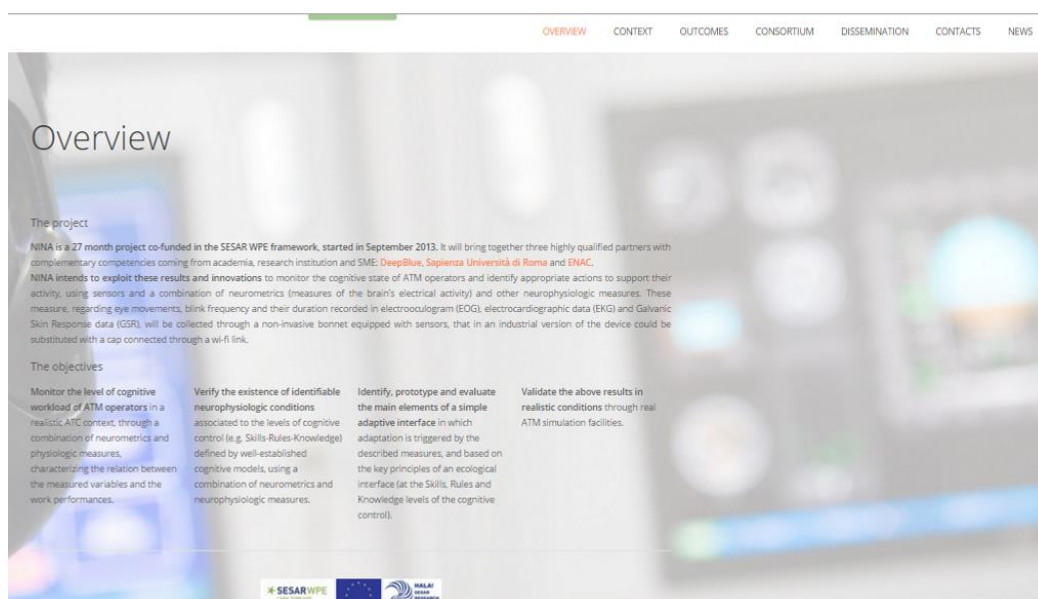 OVERVIEW CONTEXT OUTCOMES CONSORTIUM DISSEMINATION CONTACTS NEWS
Overview
The project
NINA is a 27 month project co-funded in the SESAR WPE framework, started in September 2013. It will bring together three highly qualified partners with
complementary competencies coming from academia, research institution and SME: DeepBlue, Sapienza Università di Roma and ENAC.
NINA intends to exploit these results and innovations to monitor the cognitive state of ATM operators and identify appropriate actions to support their
activity, using sensors and a combination of neurometrics (measures of the brain's electrical activity) and other neurophysiologic measures. These
measure, regarding eye movements, blink frequency and their duration recorded in electrooculogram (EOG), electrocardiographic data (EKG) and Galvanic
Skin Response data (GSR), will be collected through a non-invasive bonnet equipped with sensors, that in an industrial version of the device could be
substituted with a cap connected through a wi-fi link.
The objectives
Monitor the level of cognitive
workload of ATM operators in a
realistic ATC context, through a
combination of neurometrics and
physiologic measures,
characterizing the relation between
the measured variables and the
work performances.
Verify the existence of identifiable
neurophysiologic conditions
associated to the levels of cognitive
control (e.g. Skills-Rules-Knowledge)
defined by well-established
cognitive models, using a
combination of neurometrics and
neurophysiologic measures.
Identify, prototype and evaluate
the main elements of a simple
adaptive interface in which
adaptation is triggered by the
described measures, and based on
the key principles of an ecological
interface (at the Skills, Rules and
Knowledge levels of the cognitive
control).
Validate the above results in
realistic conditions through real
ATM simulation facilities.
SESARWPE
HALA!
SESAR
RESEARCH